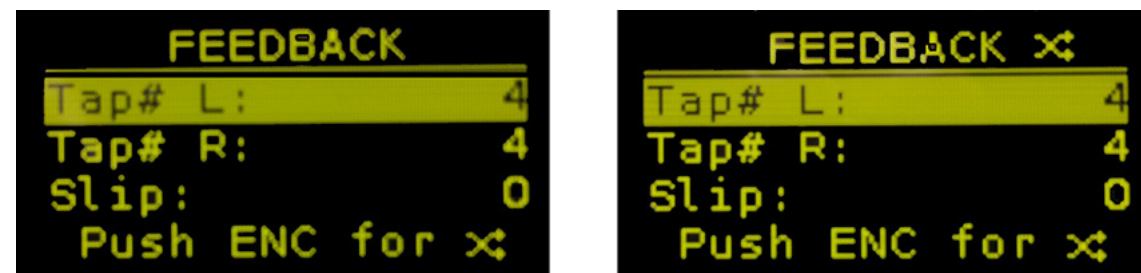 FEEDBACK
Tap# L: 4
Tap# R: 4
Slip: 0
Push ENC for ⤮
FEEDBACK ⤮
Tap# L: 4
Tap# R: 4
Slip: 0
Push ENC for ⤮